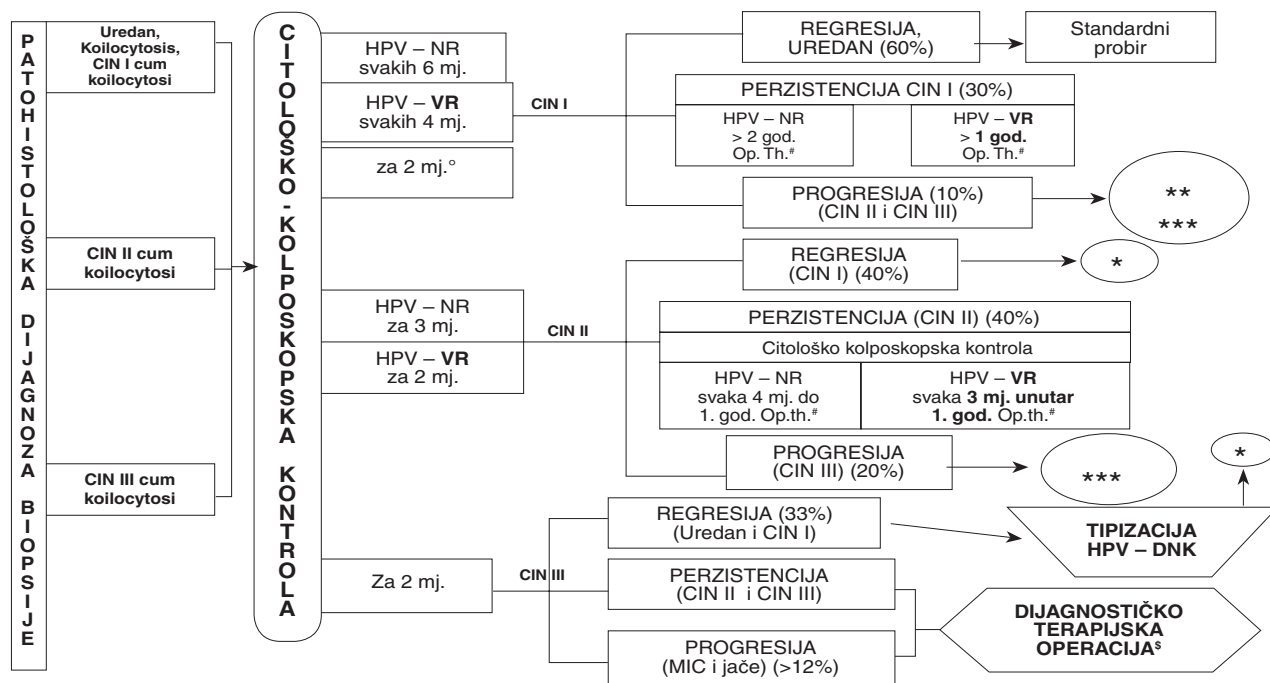 PATOHISTOLOŠKA DIJAGNOZA BIOPSIJE
Uredan,
Koilocytosis,
CIN I cum
koilocytosi
CIN II cum
koilocytosi
CIN III cum
koilocytosi
CITOLOŠKO-KOLPOSKOPSKA KONTROLA
HPV – NR
svakih 6 mj.
HPV – VR
svakih 4 mj.
za 2 mj.°
CIN I
REGRESIJA,
UREDAN (60%)
Standardni
probir
PERZISTENCIJA CIN I (30%)
HPV – NR
> 2 god.
Op. Th.#
HPV – VR
> 1 god.
Op. Th.#
PROGRESIJA (10%)
(CIN II i CIN III)
**
***
HPV – NR
za 3 mj.
HPV – VR
za 2 mj.
CIN II
REGRESIJA
(CIN I) (40%)
*
PERZISTENCIJA (CIN II) (40%)
Citološko kolposkopska kontrola
HPV – NR
svaka 4 mj. do
1. god. Op.th.#
HPV – VR
svaka 3 mj. unutar
1. god. Op.th.#
PROGRESIJA
(CIN III) (20%)
***
*
Za 2 mj.
CIN III
REGRESIJA (33%)
(Uredan i CIN I)
TIPIZACIJA
HPV – DNK
PERZISTENCIJA
(CIN II i CIN III)
PROGRESIJA
(MIC i jače) (>12%)
DIJAGNOSTIČKO
TERAPIJSKA
OPERACIJA$